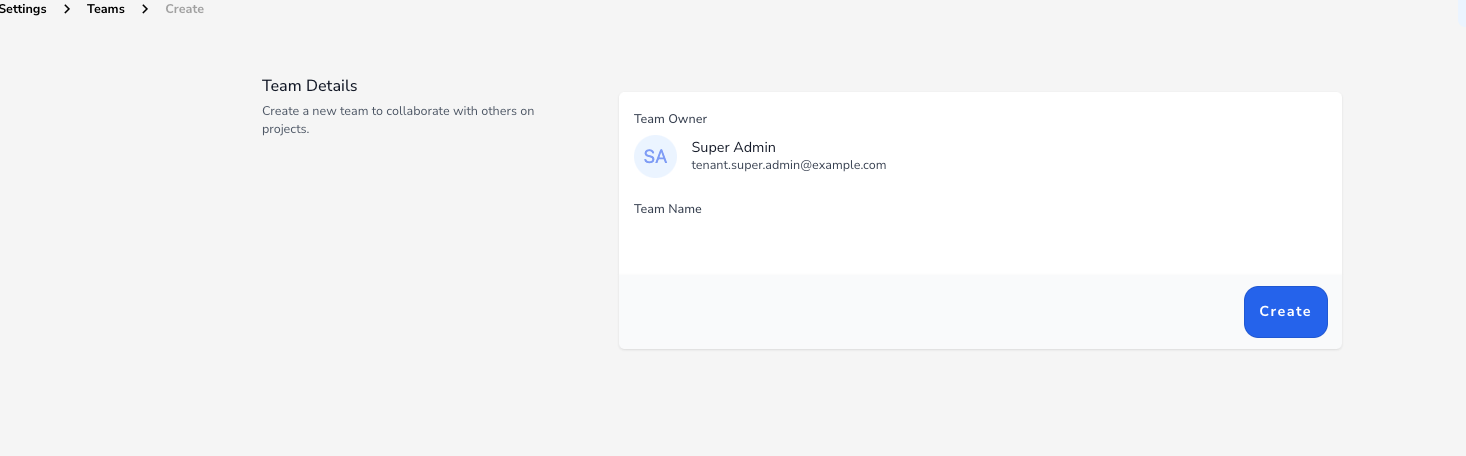 Settings > Teams > Create
Team Details
Create a new team to collaborate with others on
projects.
Team Owner
SA
Super Admin
tenant.super.admin@example.com
Team Name
Create